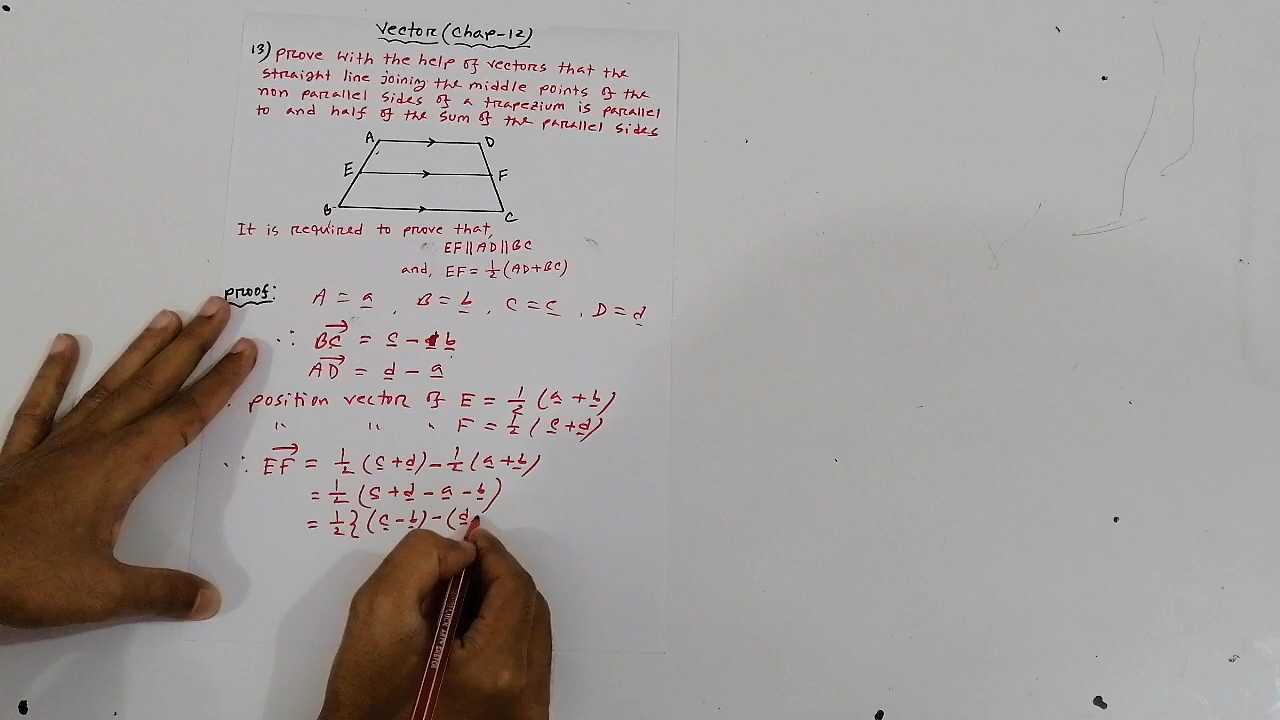 Vector (Chap-12)
13) prove with the help of vectors that the
straight line joining the middle points of the
non parallel sides of a trapezium is parallel
to and half of the sum of the parallel sides
A D
E F
B C
It is required to prove that,
EF||AD||BC
and, EF = 1/2 (AD+BC)
proof: A = a̲ , B = b̲ , C = c̲ , D = d̲
∴ BC⃗ = c̲ - b̲
AD⃗ = d̲ - a̲
position vector of E = 1/2 (a̲ + b̲)
" " " F = 1/2 (c̲ + d̲)
∴ EF⃗ = 1/2 (c̲ + d̲) - 1/2 (a̲ + b̲)
= 1/2 (c̲ + d̲ - a̲ - b̲)
= 1/2 { (c̲ - b̲) - (d̲